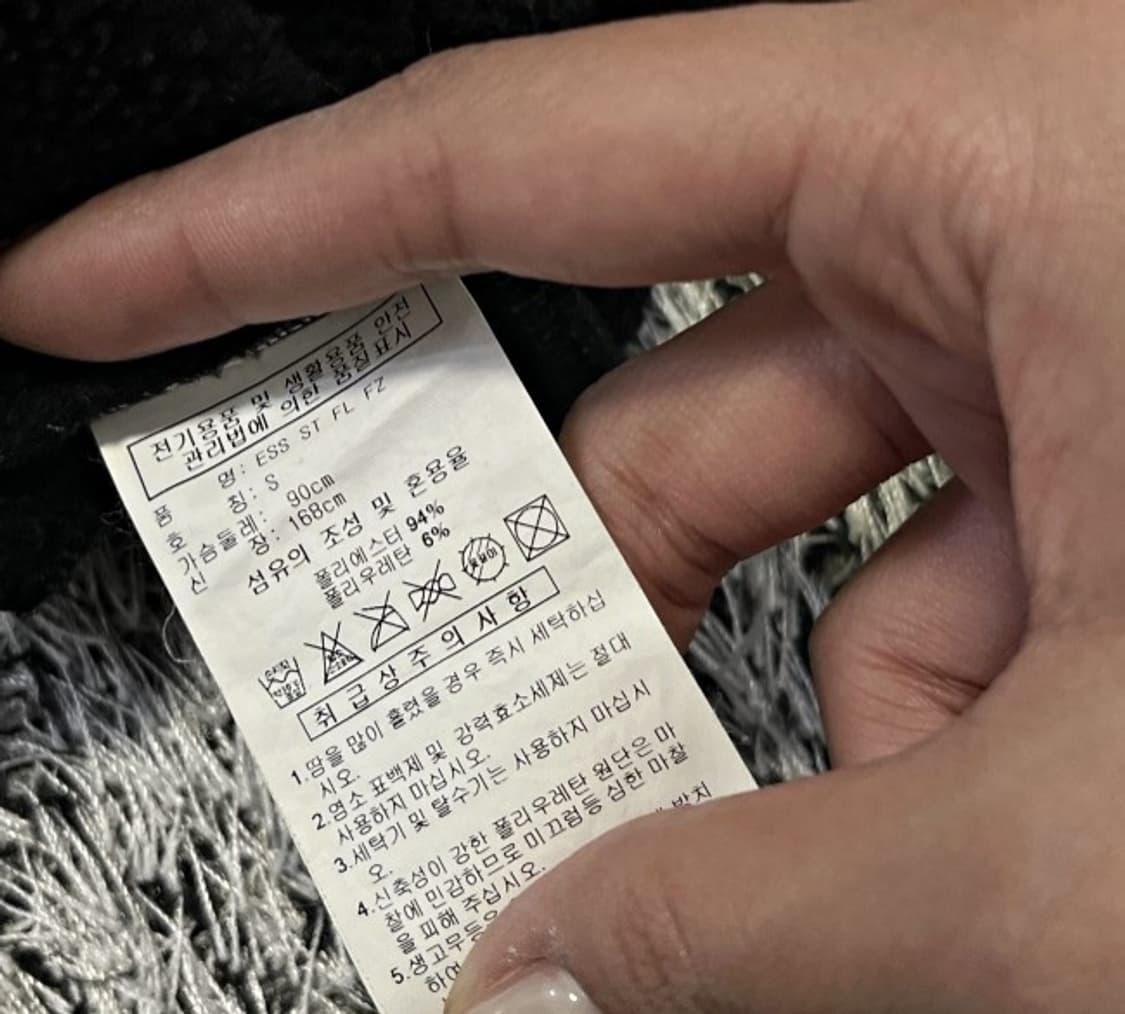 전기용품 및 생활용품 안전
관리법에 의한 품질표시
품 명: ESS ST FL FZ
호 칭: S
가슴둘레: 90cm
신 장: 168cm
섬유의 조성 및 혼용율
폴리에스터 94%
폴리우레탄 6%
취 급 상 주 의 사 항
1.땀을 많이 흘렸을 경우 즉시 세탁하십
시오.
2.염소 표백제 및 강력효소세제는 절대
사용하지 마십시오.
3.세탁기 및 탈수기는 사용하지 마십시
오.
4.신축성이 강한 폴리우레탄 원단은 마
찰에 민감하므로 미끄럼등 심한 마찰
을 피해 주십시오.
5.생고무등
방치
하여